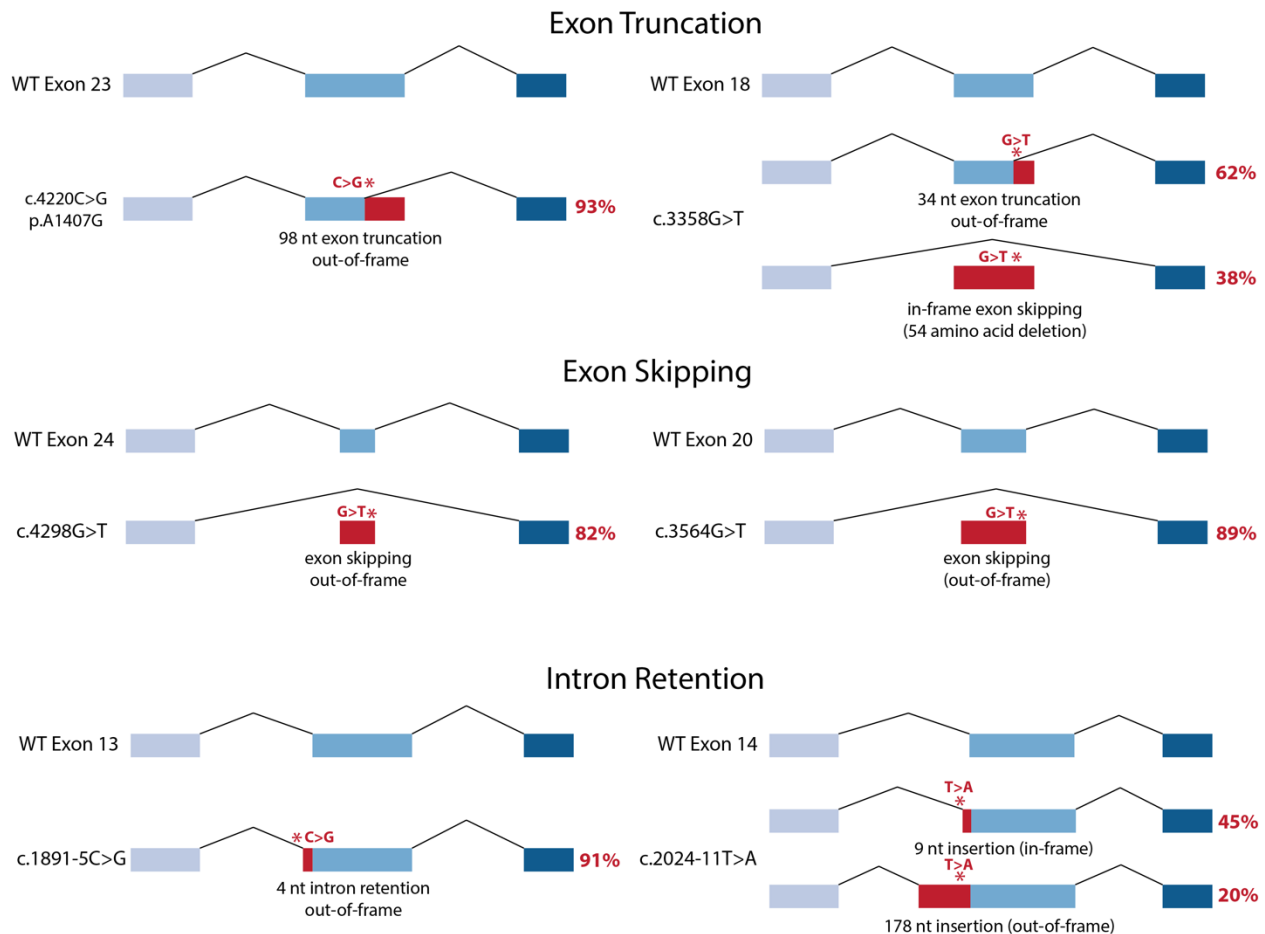 Exon Truncation
WT Exon 23
c.4220C>G
p.A1407G
C>G *
93%
98 nt exon truncation
out-of-frame
WT Exon 18
c.3358G>T
G>T
*
62%
34 nt exon truncation
out-of-frame
G>T *
38%
in-frame exon skipping
(54 amino acid deletion)
Exon Skipping
WT Exon 24
c.4298G>T
G>T*
82%
exon skipping
out-of-frame
WT Exon 20
c.3564G>T
G>T *
89%
exon skipping
(out-of-frame)
Intron Retention
WT Exon 13
c.1891-5C>G
* C>G
91%
4 nt intron retention
out-of-frame
WT Exon 14
c.2024-11T>A
T>A
*
45%
9 nt insertion (in-frame)
T>A
*
20%
178 nt insertion (out-of-frame)